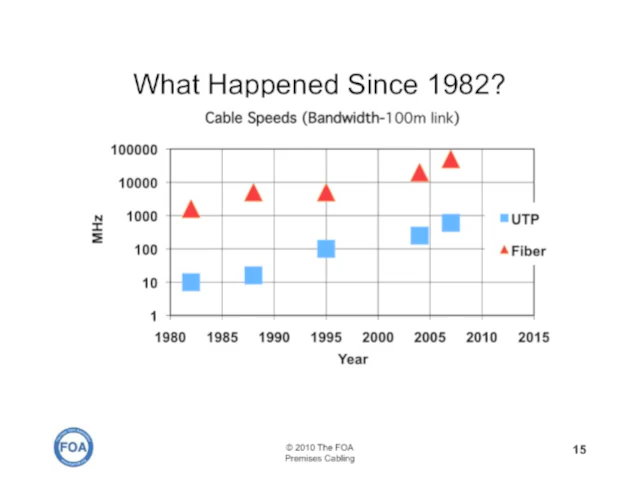 What Happened Since 1982?
Cable Speeds (Bandwidth-100m link)
100000
10000
1000
100
10
1
MHz
1980 1985 1990 1995 2000 2005 2010 2015
Year
UTP
Fiber
FOA
© 2010 The FOA
Premises Cabling
15